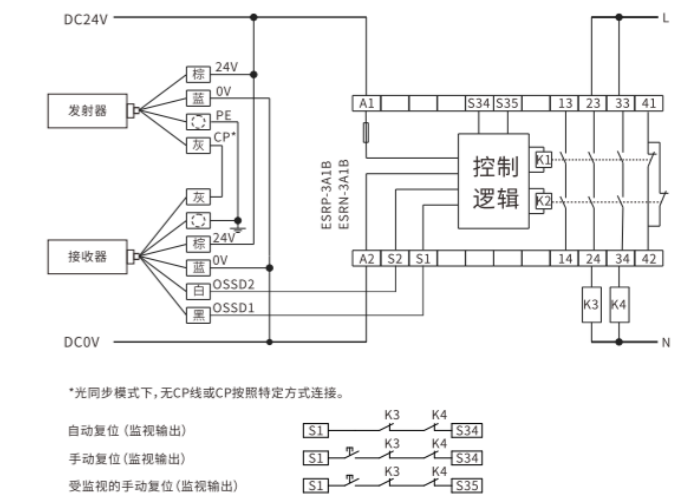 DC24V
L
棕 24V
蓝 0V
发射器
PE
灰 CP*
A1 S34 S35 13 23 33 41
ESRP-3A1B
ESRN-3A1B
控制
逻辑
K1
K2
灰
棕 24V
接收器
蓝 0V
白 OSSD2
黑 OSSD1
A2 S2 S1 14 24 34 42
K3 K4
DC0V
N
*光同步模式下，无CP线或CP按照特定方式连接。
自动复位（监视输出） S1 K3 K4 S34
手动复位（监视输出） S1 K3 K4 S34
受监视的手动复位（监视输出） S1 K3 K4 S35